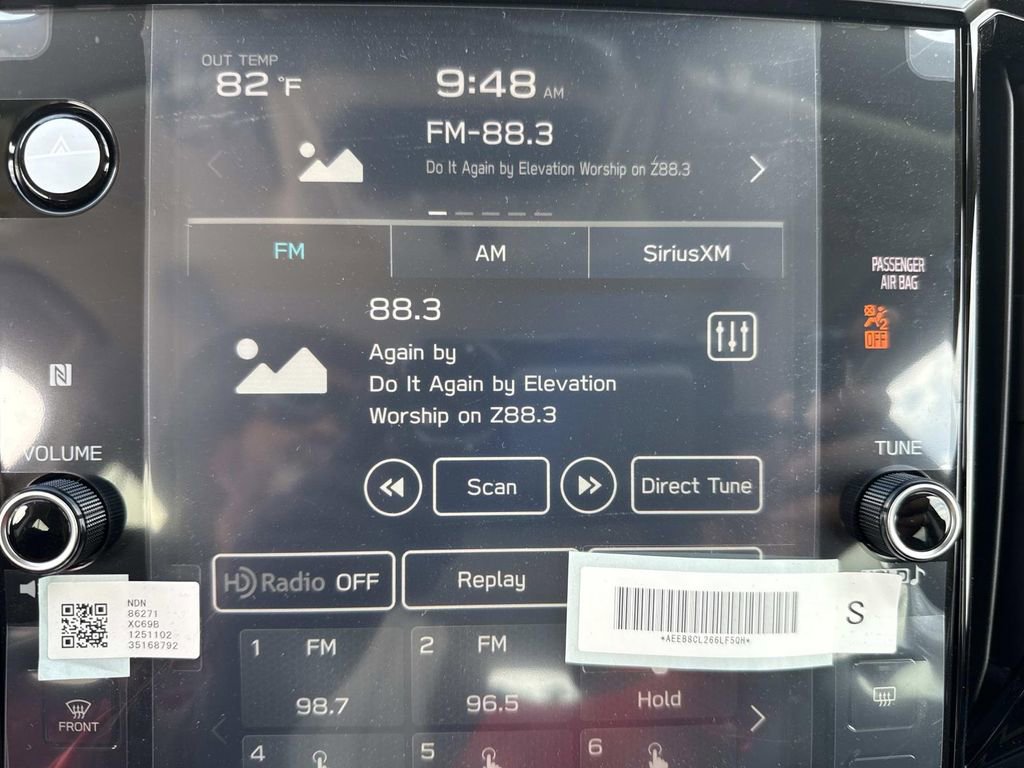 OUT TEMP
82 °F
9:48 AM
FM-88.3
Do It Again by Elevation Worship on Z88.3
FM
AM
SiriusXM
PASSENGER
AIR BAG
2
OFF
88.3
Again by
Do It Again by Elevation
Worship on Z88.3
N
VOLUME
TUNE
Scan
Direct Tune
HD Radio OFF
Replay
NDN
86271
XC69B
1251102
35168792
*AEEB8CL266LF5QH*
S
1 FM
98.7
2 FM
96.5
Hold
FRONT
4
5
6